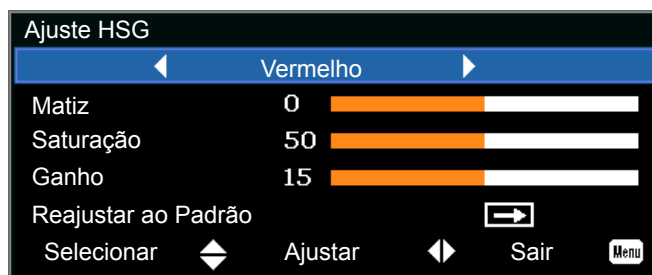 Ajuste HSG
Vermelho
Matiz 0
Saturação 50
Ganho 15
Reajustar ao Padrão
Selecionar Ajustar Sair Menu